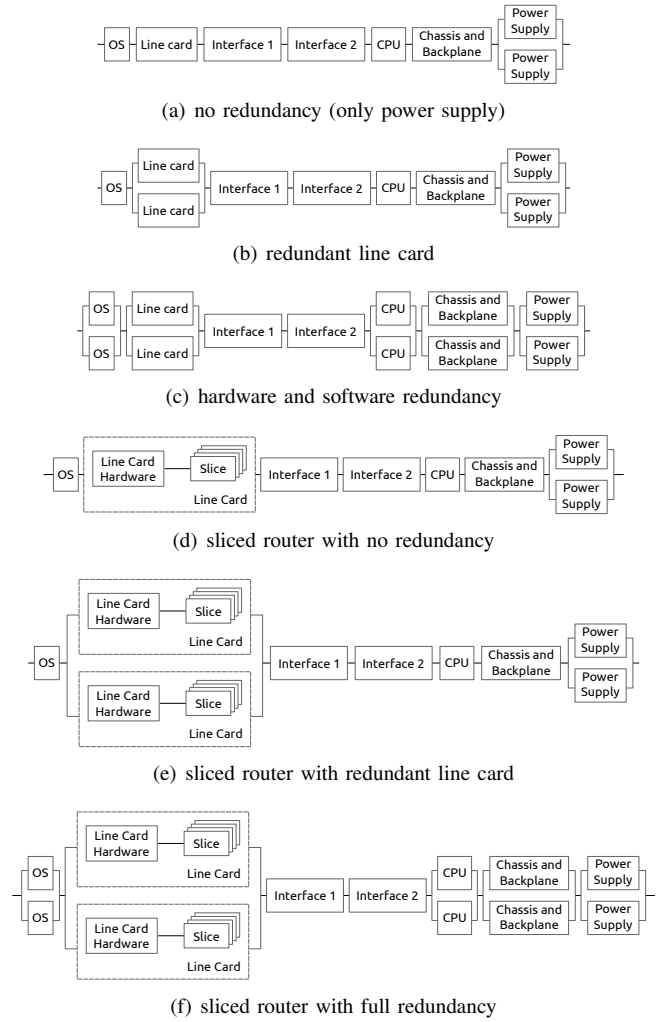 Power
Supply
OS Line card Interface 1 Interface 2 CPU Chassis and
Backplane
Power
Supply
(a) no redundancy (only power supply)
Line card
Power
Supply
OS Interface 1 Interface 2 CPU Chassis and
Backplane
Line card
Power
Supply
(b) redundant line card
OS Line card CPU Chassis and
Backplane Power
Supply
Interface 1 Interface 2
OS Line card CPU Chassis and
Backplane Power
Supply
(c) hardware and software redundancy
Power
Supply
OS Line Card
Hardware Slice Interface 1 Interface 2 CPU Chassis and
Backplane
Line Card
Power
Supply
(d) sliced router with no redundancy
Line Card
Hardware Slice
Line Card
Power
Supply
OS Interface 1 Interface 2 CPU Chassis and
Backplane
Power
Supply
Line Card
Hardware Slice
Line Card
(e) sliced router with redundant line card
Line Card
Hardware Slice
Line Card
OS CPU Chassis and
Backplane Power
Supply
Interface 1 Interface 2
OS CPU Chassis and
Backplane Power
Supply
Line Card
Hardware Slice
Line Card
(f) sliced router with full redundancy